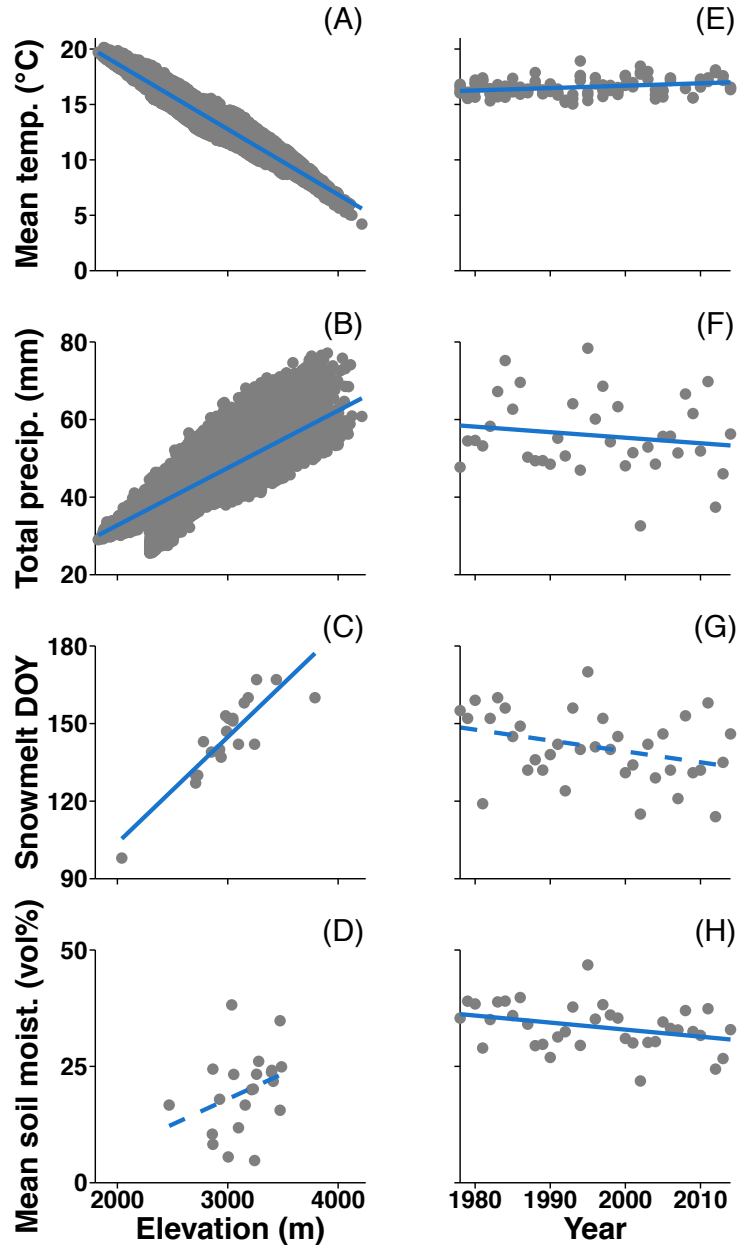 (A)
Mean temp. (°C)
20
15
10
5
0
(E)
(B)
Total precip. (mm)
80
60
40
20
(F)
(C)
Snowmelt DOY
180
150
120
90
(G)
(D)
Mean soil moist. (vol%)
50
25
0
2000 3000 4000
Elevation (m)
(H)
1980 1990 2000 2010
Year